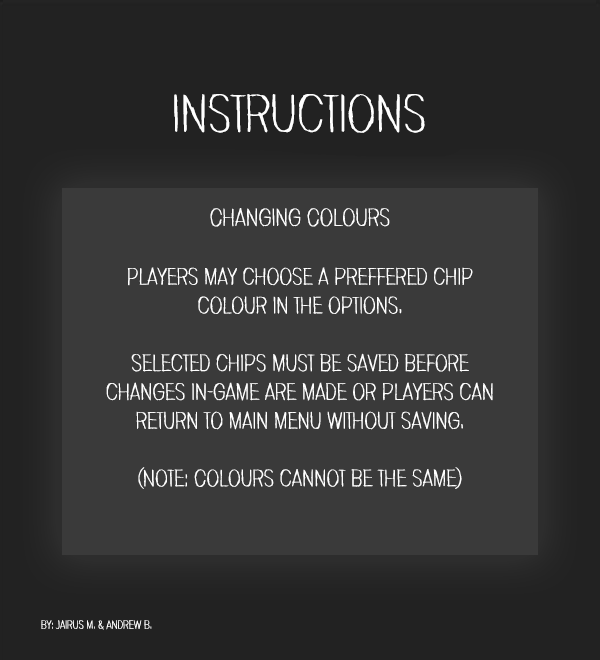 INSTRUCTIONS
CHANGING COLOURS
PLAYERS MAY CHOOSE A PREFFERED CHIP
COLOUR IN THE OPTIONS.
SELECTED CHIPS MUST BE SAVED BEFORE
CHANGES IN-GAME ARE MADE OR PLAYERS CAN
RETURN TO MAIN MENU WITHOUT SAVING.
(NOTE: COLOURS CANNOT BE THE SAME)
BY: JAIRUS M. & ANDREW B.